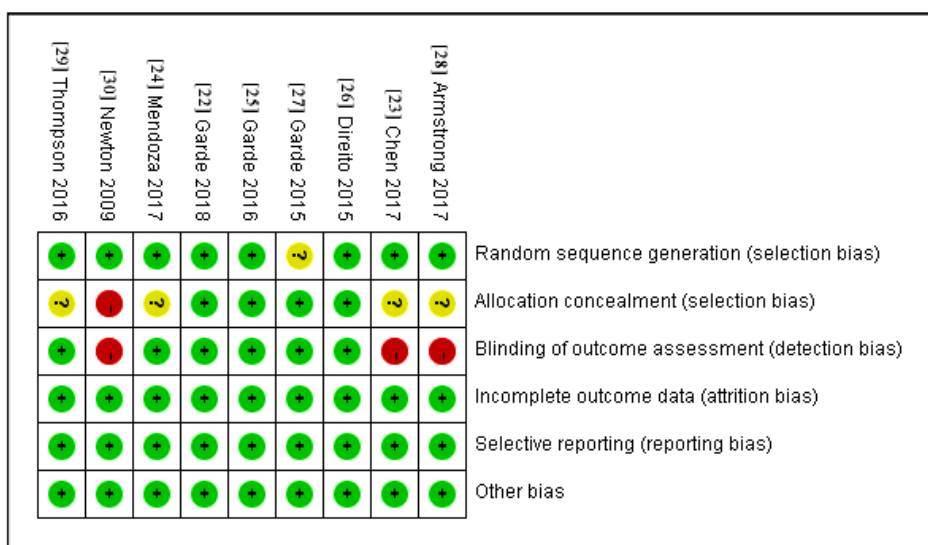 [29] Thompson 2016
[30] Newton 2009
[24] Mendoza 2017
[22] Garde 2018
[25] Garde 2016
[27] Garde 2015
[26] Direito 2015
[23] Chen 2017
[28] Armstrong 2017
+ + + + + ? + + + Random sequence generation (selection bias)
? - ? + + + + ? ? Allocation concealment (selection bias)
+ - + + + + + - - Blinding of outcome assessment (detection bias)
+ + + + + + + + + Incomplete outcome data (attrition bias)
+ + + + + + + + + Selective reporting (reporting bias)
+ + + + + + + + + Other bias